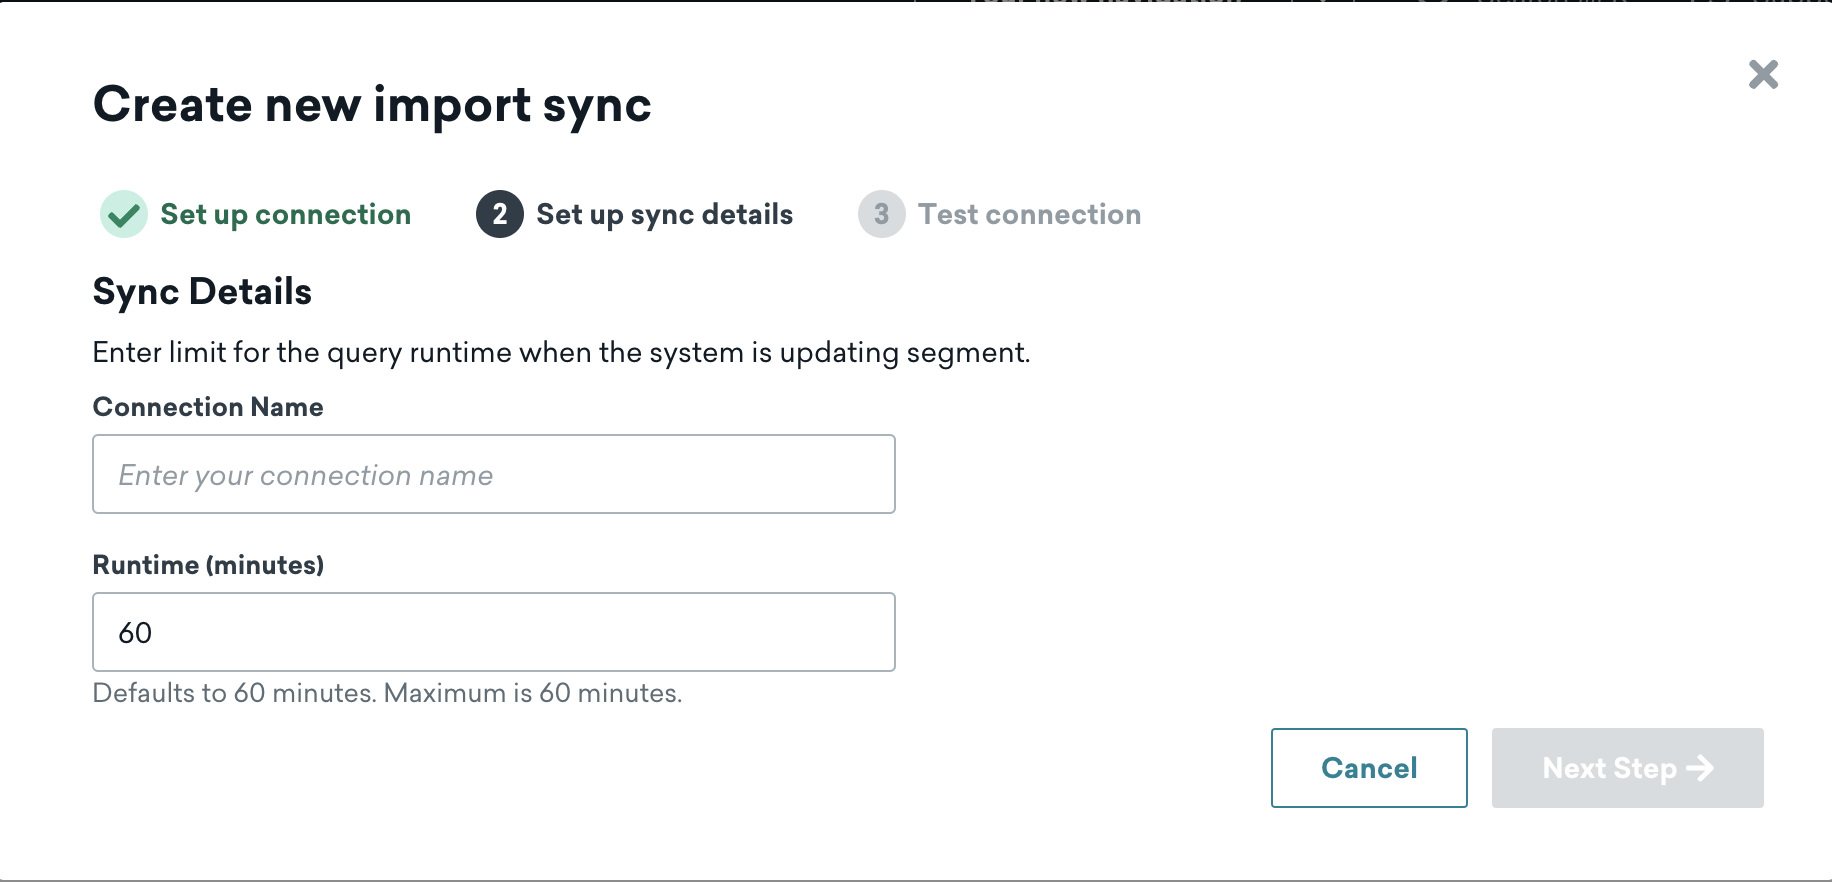 Create new import sync
Set up connection
2 Set up sync details
3 Test connection
Sync Details
Enter limit for the query runtime when the system is updating segment.
Connection Name
Enter your connection name
Runtime (minutes)
60
Defaults to 60 minutes. Maximum is 60 minutes.
Cancel
Next Step